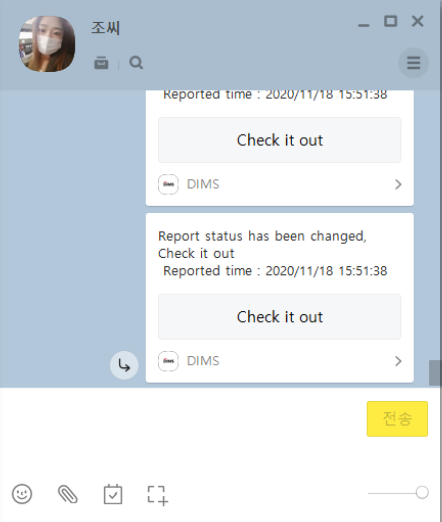 조씨
Reported time : 2020/11/18 15:51:38
Check it out
DIMS
Report status has been changed,
Check it out
Reported time : 2020/11/18 15:51:38
Check it out
DIMS
전송